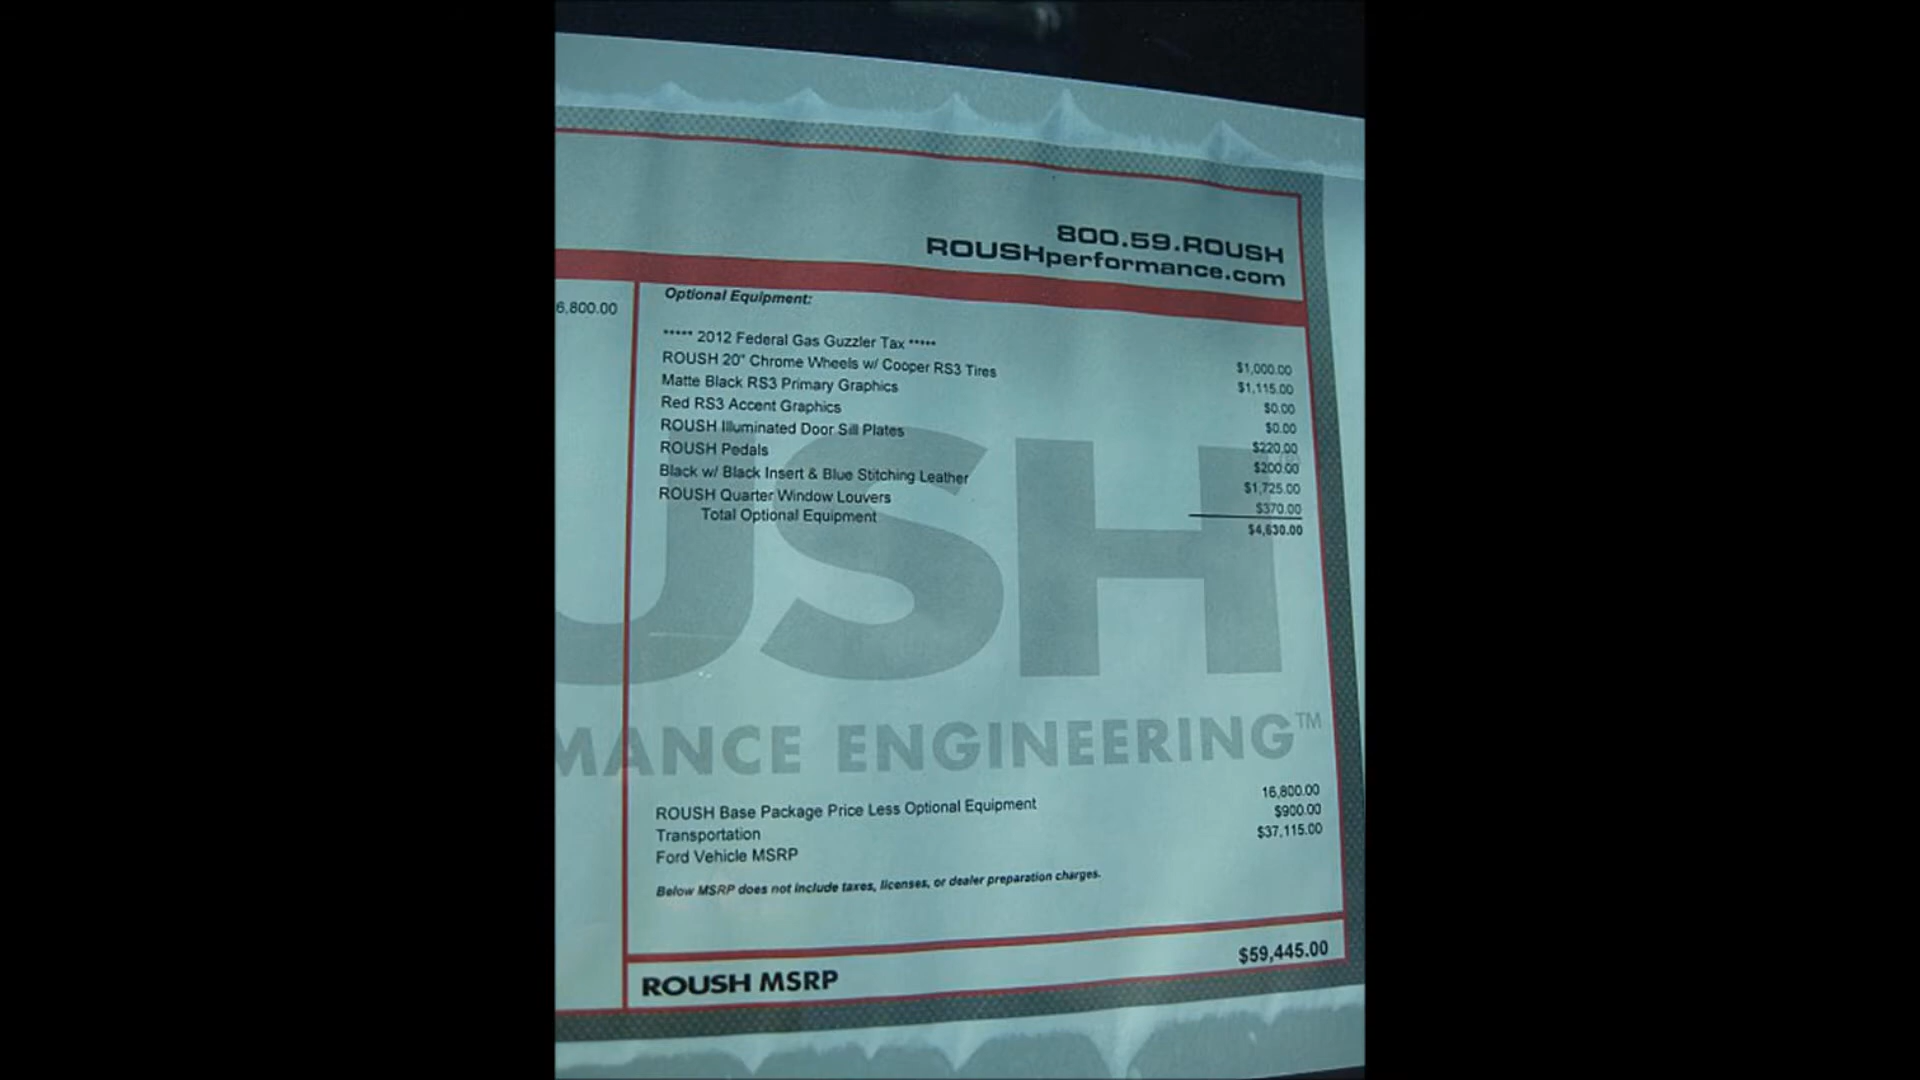 800.59.ROUSH
ROUSHperformance.com
6,800.00
Optional Equipment:
***** 2012 Federal Gas Guzzler Tax ***** $1,000.00
ROUSH 20" Chrome Wheels w/ Cooper RS3 Tires $1,115.00
Matte Black RS3 Primary Graphics $0.00
Red RS3 Accent Graphics $0.00
ROUSH Illuminated Door Sill Plates $220.00
ROUSH Pedals $200.00
Black w/ Black Insert & Blue Stitching Leather $1,725.00
ROUSH Quarter Window Louvers $370.00
Total Optional Equipment $4,630.00
USH
MANCE ENGINEERING™
ROUSH Base Package Price Less Optional Equipment 16,800.00
Transportation $900.00
Ford Vehicle MSRP $37,115.00
Below MSRP does not include taxes, licenses, or dealer preparation charges.
ROUSH MSRP $59,445.00